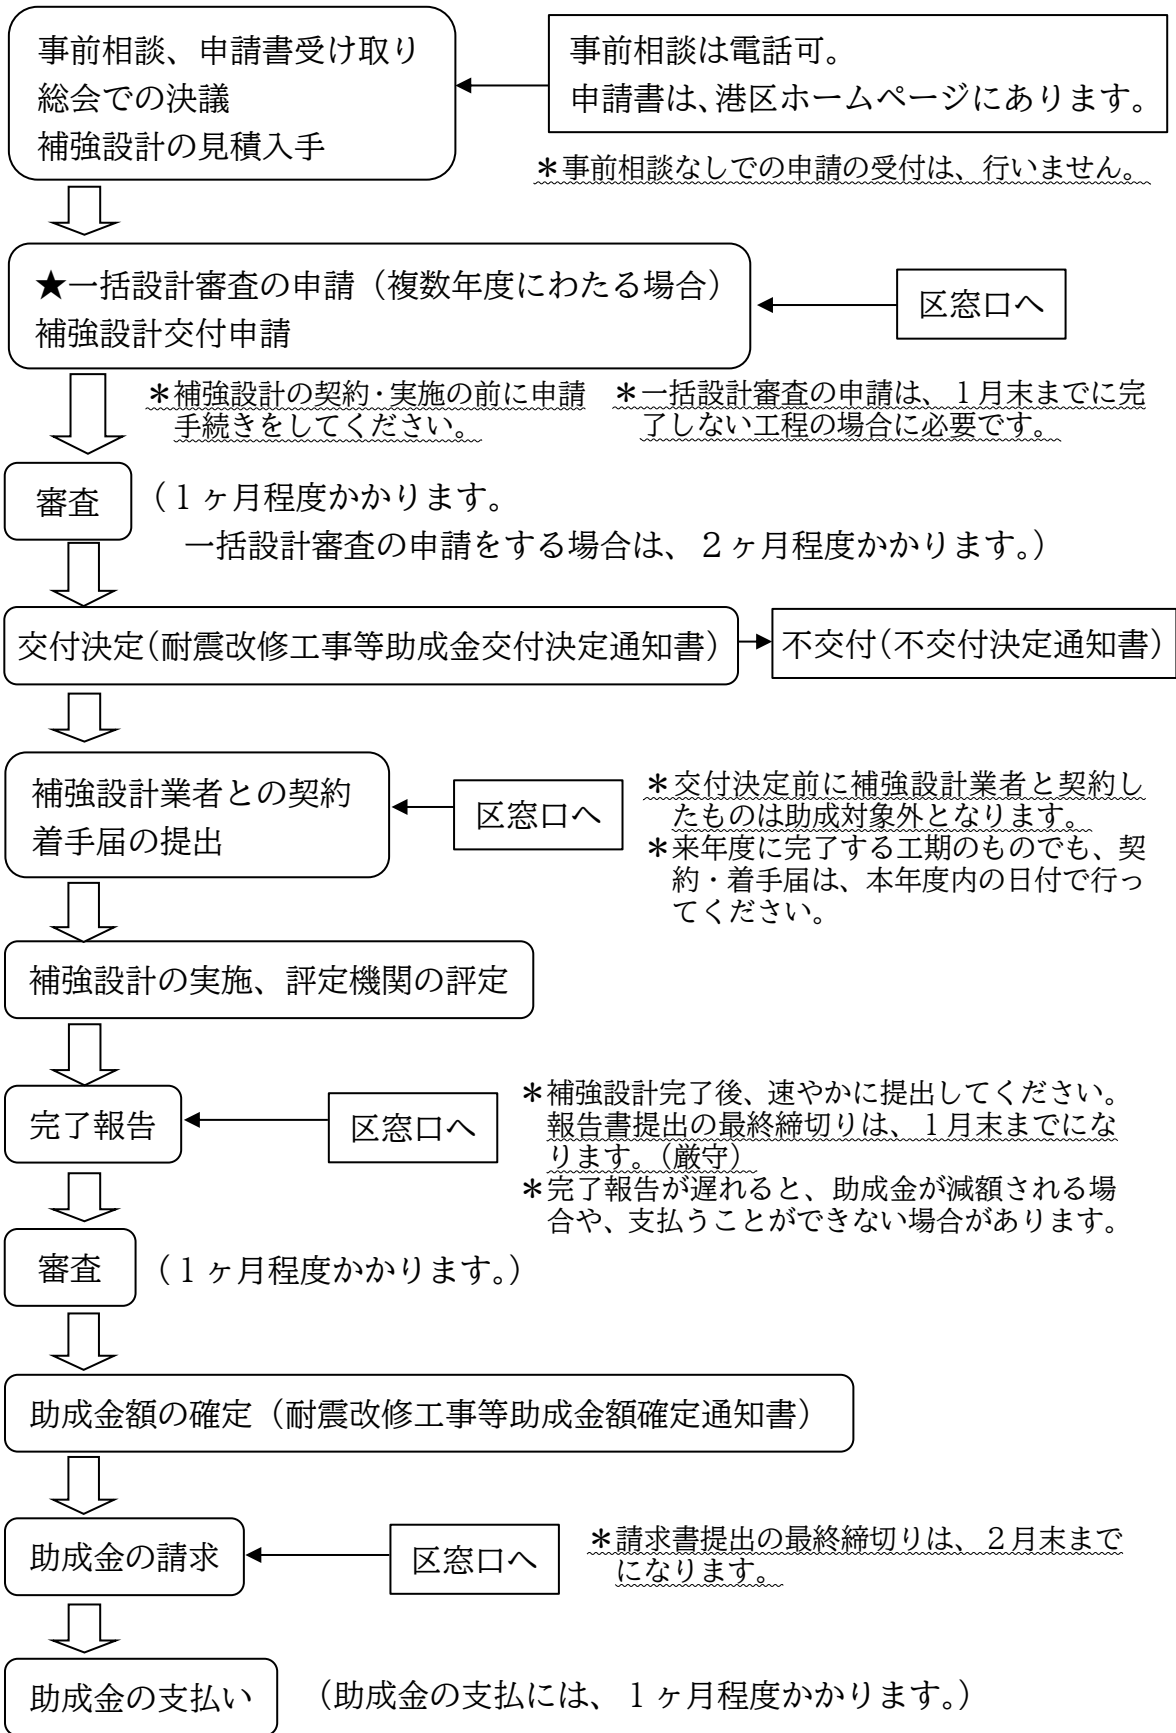 事前相談、申請書受け取り
総会での決議
補強設計の見積入手
事前相談は電話可。
申請書は、港区ホームページにあります。
＊事前相談なしでの申請の受付は、行いません。
★一括設計審査の申請（複数年度にわたる場合）
補強設計交付申請
区窓口へ
＊補強設計の契約・実施の前に申請
手続きをしてください。
＊一括設計審査の申請は、１月末までに完
了しない工程の場合に必要です。
審査
（１ヶ月程度かかります。
一括設計審査の申請をする場合は、２ヶ月程度かかります。）
交付決定（耐震改修工事等助成金交付決定通知書）
不交付（不交付決定通知書）
補強設計業者との契約
着手届の提出
区窓口へ
＊交付決定前に補強設計業者と契約し
たものは助成対象外となります。
＊来年度に完了する工期のものでも、契
約・着手届は、本年度内の日付で行っ
てください。
補強設計の実施、評定機関の評定
完了報告
区窓口へ
＊補強設計完了後、速やかに提出してください。
報告書提出の最終締切りは、１月末までにな
ります。（厳守）
＊完了報告が遅れると、助成金が減額される場
合や、支払うことができない場合があります。
審査
（１ヶ月程度かかります。）
助成金額の確定（耐震改修工事等助成金額確定通知書）
助成金の請求
区窓口へ
＊請求書提出の最終締切りは、２月末まで
になります。
助成金の支払い
（助成金の支払には、１ヶ月程度かかります。）